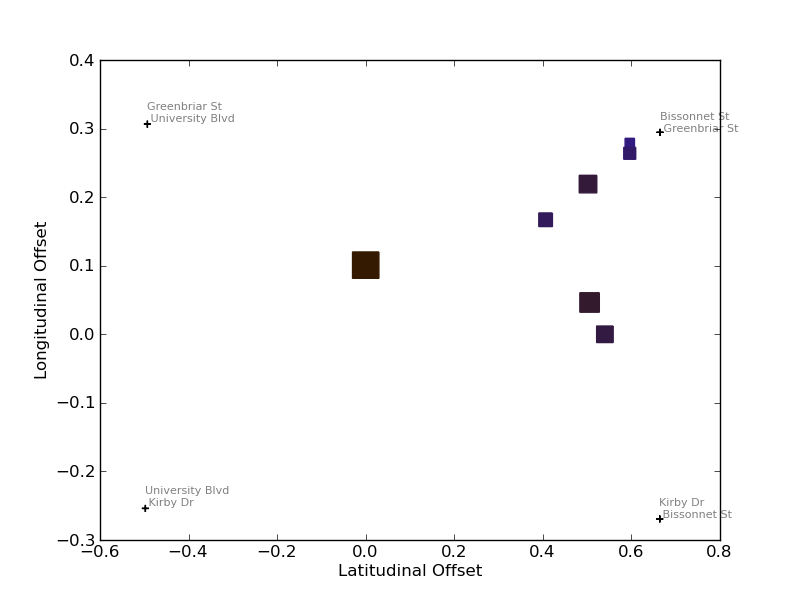 0.4
Greenbriar St
University Blvd
Bissonnet St
Greenbriar St
0.3
0.2
0.1
0.0
−0.1
−0.2
−0.3
Longitudinal Offset
University Blvd
Kirby Dr
Kirby Dr
Bissonnet St
−0.6
−0.4
−0.2
0.0
0.2
0.4
0.6
0.8
Latitudinal Offset